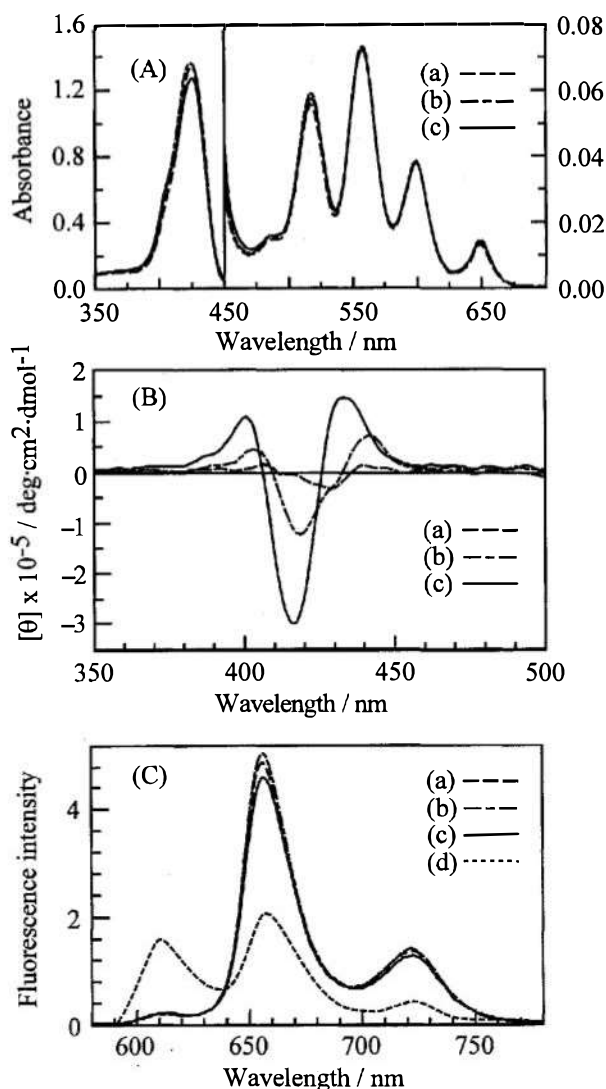 (A)
Absorbance
1.6
1.2
0.8
0.4
0.0
0.08
0.06
0.04
0.02
0.00
(a)
(b)
(c)
350 450 550 650
Wavelength / nm
(B)
[θ] x 10-5 / deg·cm2·dmol-1
2
1
0
−1
−2
−3
(a)
(b)
(c)
350 400 450 500
Wavelength / nm
(C)
Fluorescence intensity
4
2
0
(a)
(b)
(c)
(d)
600 650 700 750
Wavelength / nm